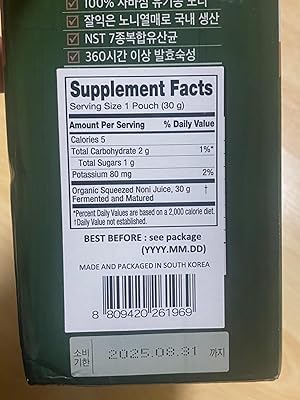 100% 사바섬 유기농 노니
잘익은 노니열매로 국내 생산
NST 7종복합유산균
360시간 이상 발효숙성
Supplement Facts
Serving Size 1 Pouch (30 g)
Amount Per Serving % Daily Value
Calories 5
Total Carbohydrate 2 g 1%*
Total Sugars 1 g
Potassium 80 mg 2%
Organic Squeezed Noni Juice, 30 g †
Fermented and Matured
*Percent Daily Values are based on a 2,000 calorie diet.
†Daily Value not established.
BEST BEFORE : see package
(YYYY.MM.DD)
MADE AND PACKAGED IN SOUTH KOREA
8 809420 261969
소비
기한 2025.08.31 까지